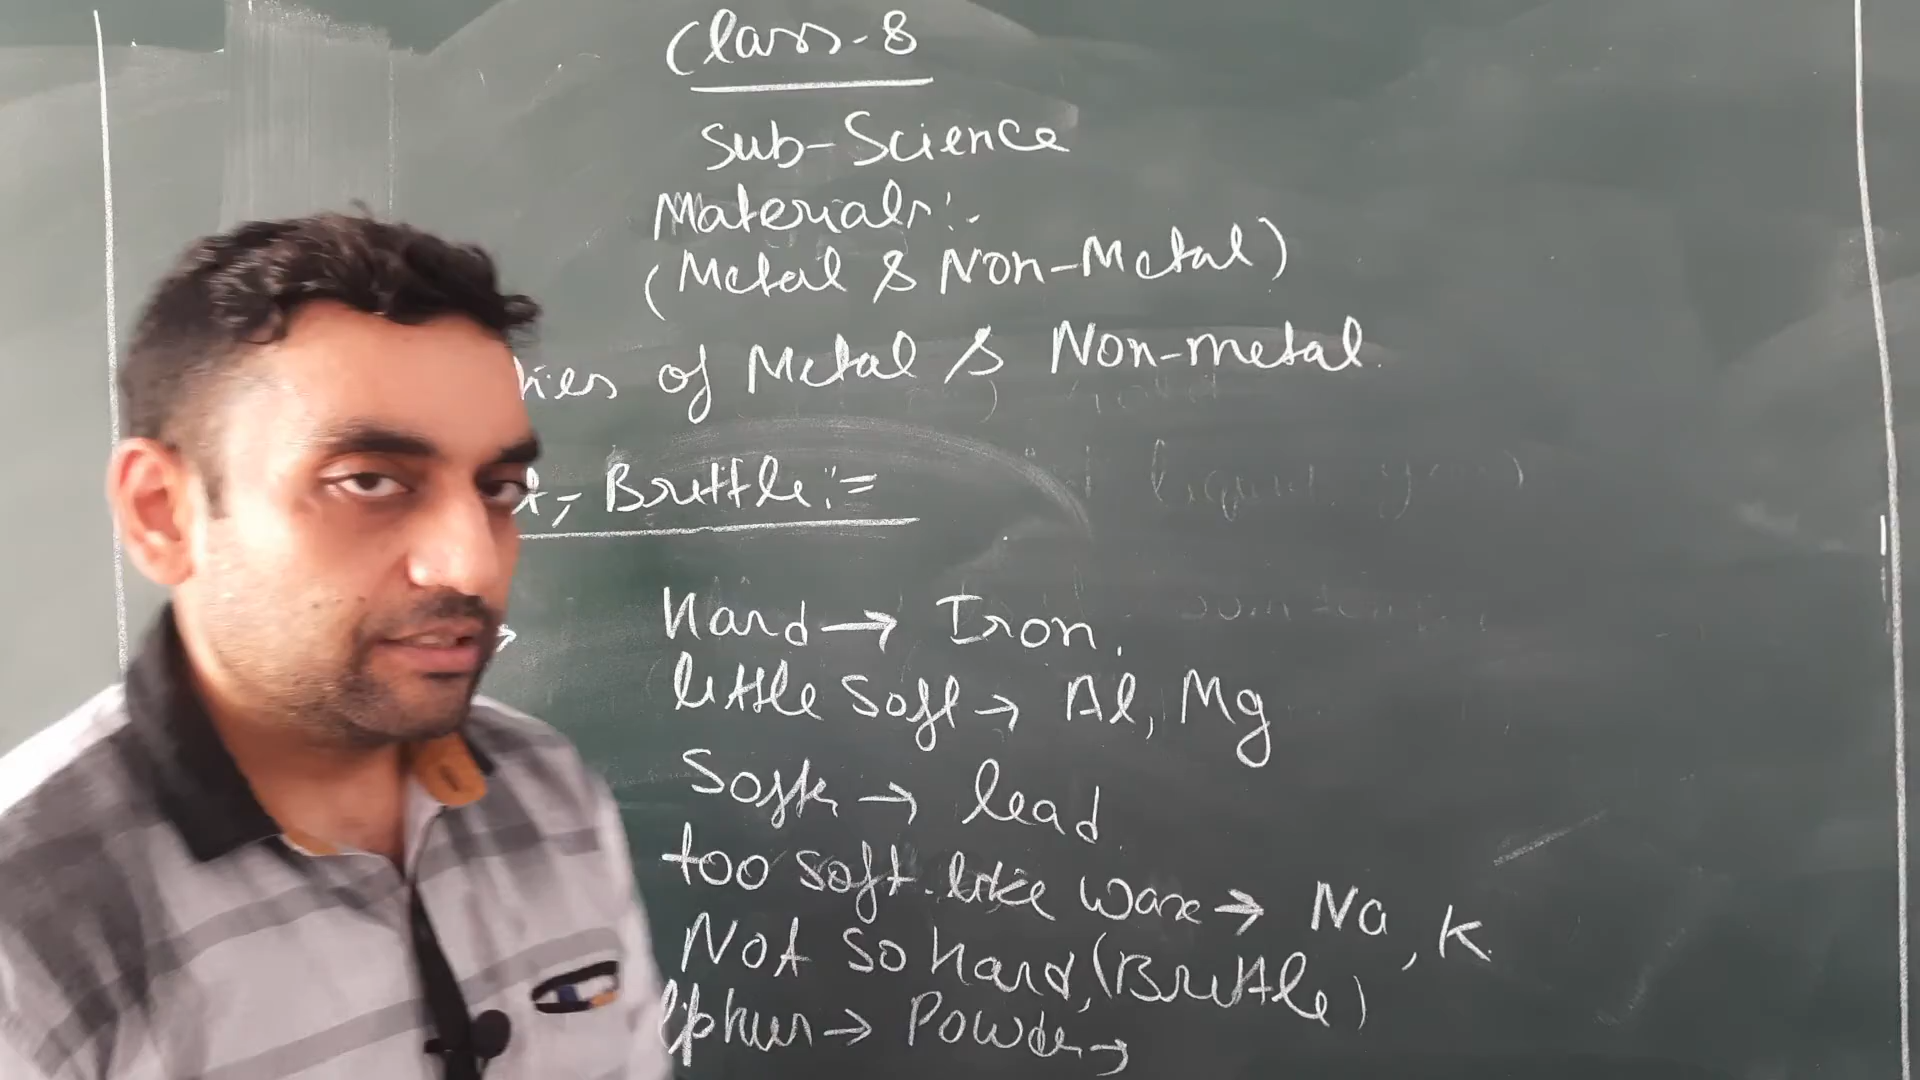 Class-8
Sub-Science
Materials:-
(Metal & Non-Metal)
ties of Metal & Non-metal.
t, Brittle:=
Hard → Iron.
little Soft → Al, Mg
Soft → lead
too soft like wax → Na, K.
Not so hard, (Brittle)
lphur → Powder →